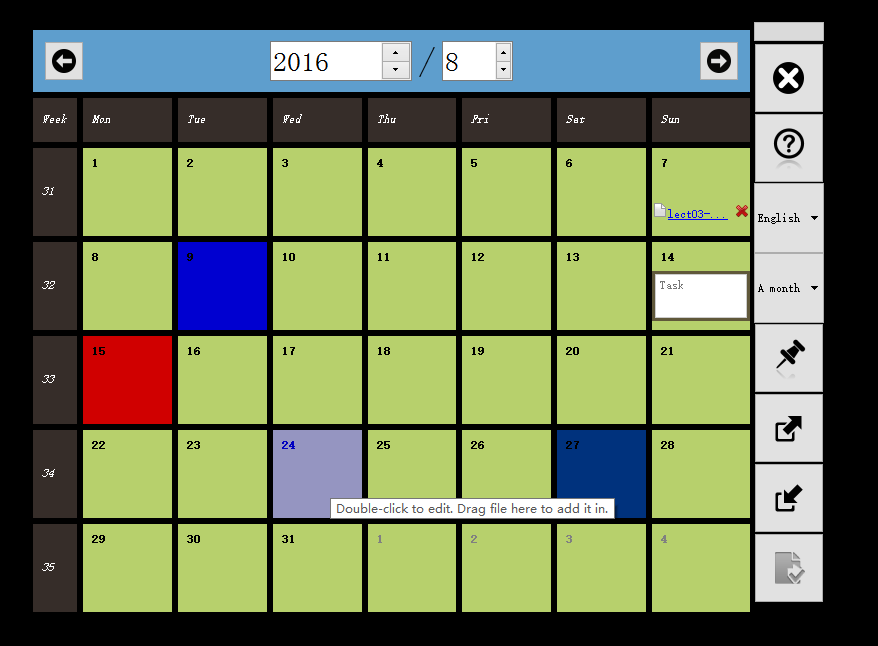 2016 / 8
Week Mon Tue Wed Thu Fri Sat Sun
31 1 2 3 4 5 6 7
lect03-...
English
32 8 9 10 11 12 13 14
Task
A month
33 15 16 17 18 19 20 21
34 22 23 24 25 26 27 28
Double-click to edit. Drag file here to add it in.
35 29 30 31 1 2 3 4